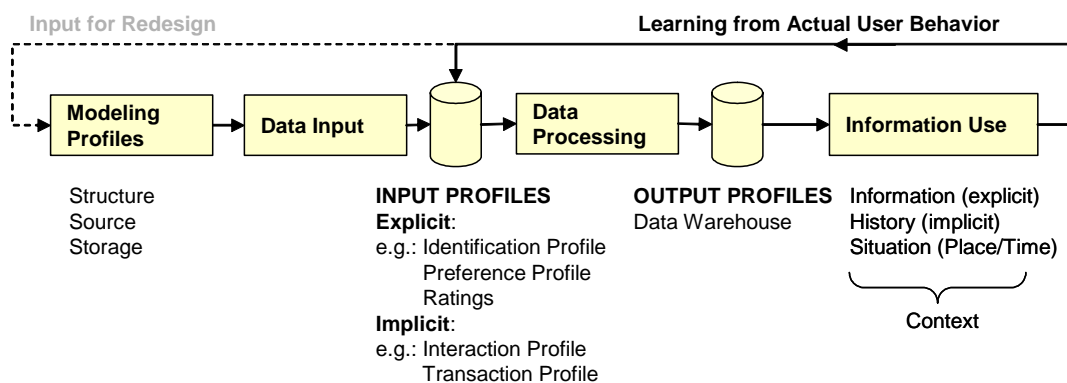 Input for Redesign
Learning from Actual User Behavior
Modeling
Profiles
Data Input
Data
Processing
Information Use
Structure
Source
Storage
INPUT PROFILES
Explicit:
e.g.: Identification Profile
Preference Profile
Ratings
Implicit:
e.g.: Interaction Profile
Transaction Profile
OUTPUT PROFILES
Data Warehouse
Information (explicit)
History (implicit)
Situation (Place/Time)
Context